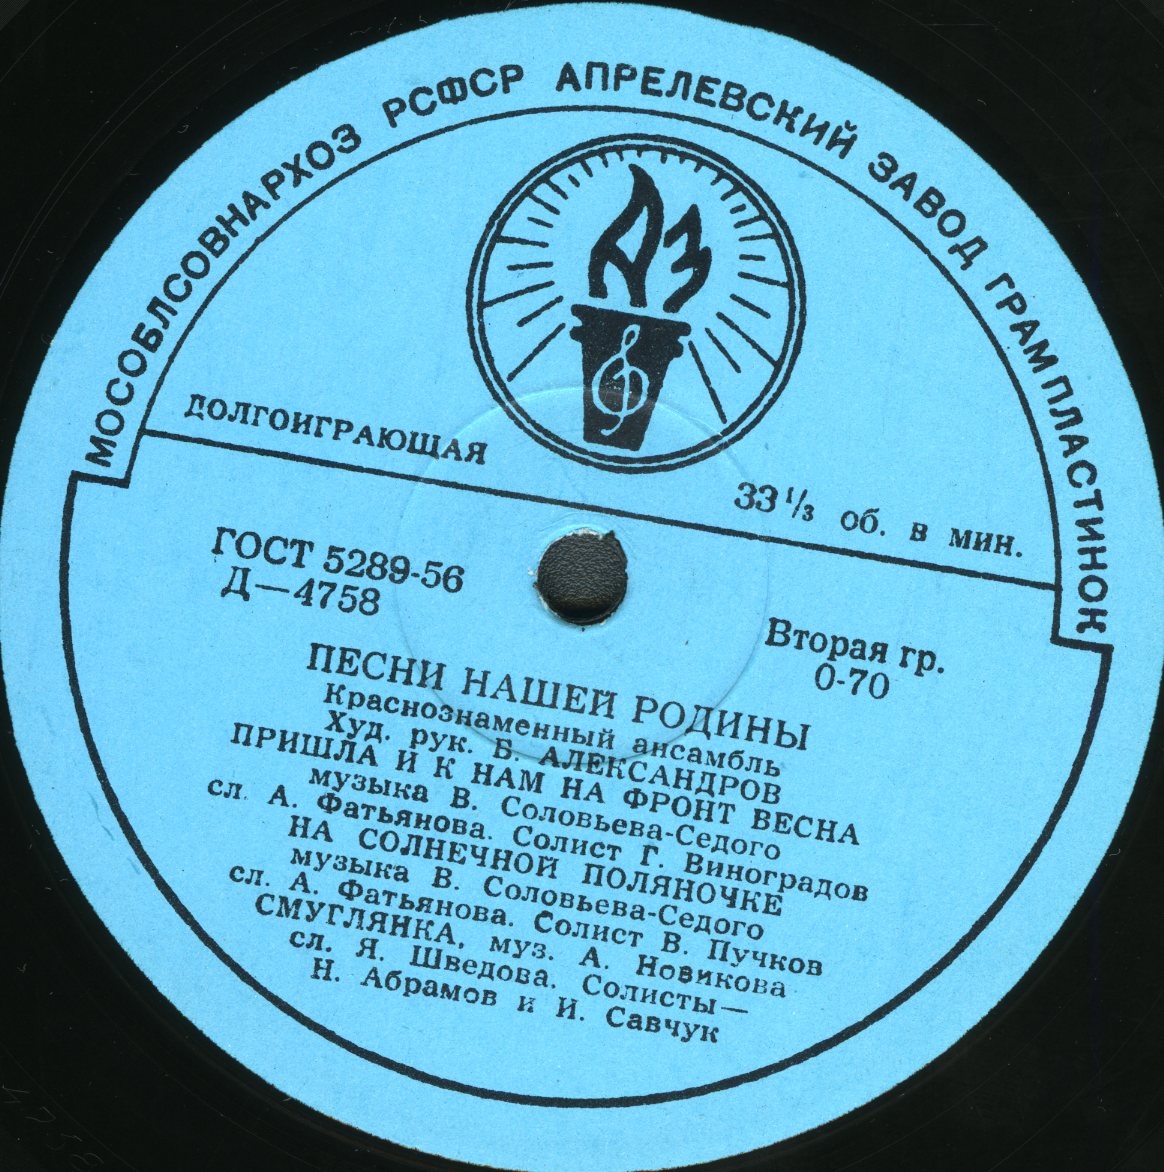 МОСОБЛСОВНАРХОЗ РСФСР АПРЕЛЕВСКИЙ ЗАВОД ГРАМПЛАСТИНОК
АЗ
ДОЛГОИГРАЮЩАЯ
33⅓ об. в мин.
ГОСТ 5289-56
Д—4758
Вторая гр.
0-70
ПЕСНИ НАШЕЙ РОДИНЫ
Краснознаменный ансамбль
Худ. рук. Б. АЛЕКСАНДРОВ
ПРИШЛА И К НАМ НА ФРОНТ ВЕСНА
музыка В. Соловьева-Седого
сл. А. Фатьянова. Солист Г. Виноградов
НА СОЛНЕЧНОЙ ПОЛЯНОЧКЕ
музыка В. Соловьева-Седого
сл. А. Фатьянова. Солист В. Пучков
СМУГЛЯНКА, муз. А. Новикова
сл. Я. Шведова. Солисты—
Н. Абрамов и И. Савчук